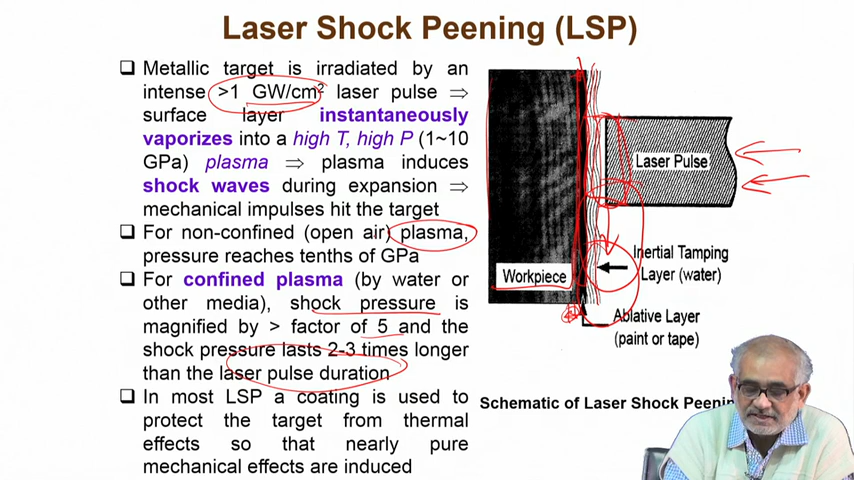 Laser Shock Peening (LSP)
❑ Metallic target is irradiated by an
intense >1 GW/cm² laser pulse ⇒
surface layer instantaneously
vaporizes into a high T, high P (1~10
GPa) plasma ⇒ plasma induces
shock waves during expansion ⇒
mechanical impulses hit the target
❑ For non-confined (open air) plasma,
pressure reaches tenths of GPa
❑ For confined plasma (by water or
other media), shock pressure is
magnified by > factor of 5 and the
shock pressure lasts 2-3 times longer
than the laser pulse duration
❑ In most LSP a coating is used to
protect the target from thermal
effects so that nearly pure
mechanical effects are induced
Laser Pulse
Inertial Tamping
Layer (water)
Workpiece
Ablative Layer
(paint or tape)
Schematic of Laser Shock Peenin